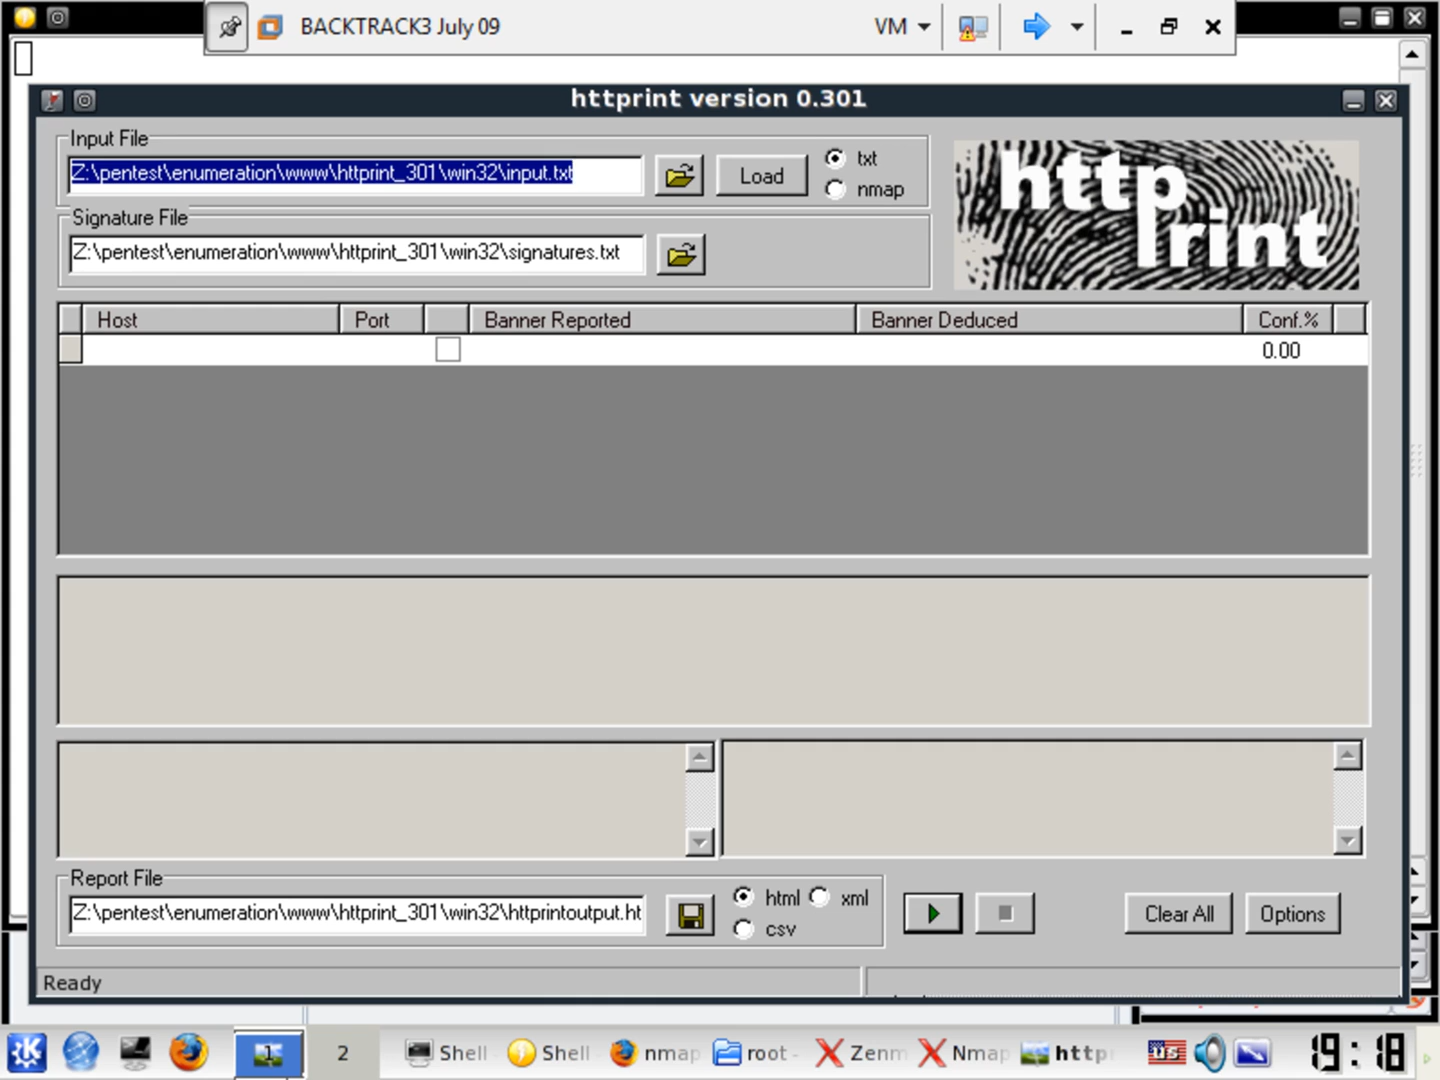 BACKTRACK3 July 09 VM
httprint version 0.301
Input File
Z:\pentest\enumeration\www\httprint_301\win32\input.txt
Load
txt
nmap
http
print
Signature File
Z:\pentest\enumeration\www\httprint_301\win32\signatures.txt
Host Port Banner Reported Banner Deduced Conf.%
0.00
Report File
Z:\pentest\enumeration\www\httprint_301\win32\httprintoutput.ht
html xml
csv
Clear All Options
Ready
1 2 Shell Shell nmap root - Zenm Nmap http us 19:18